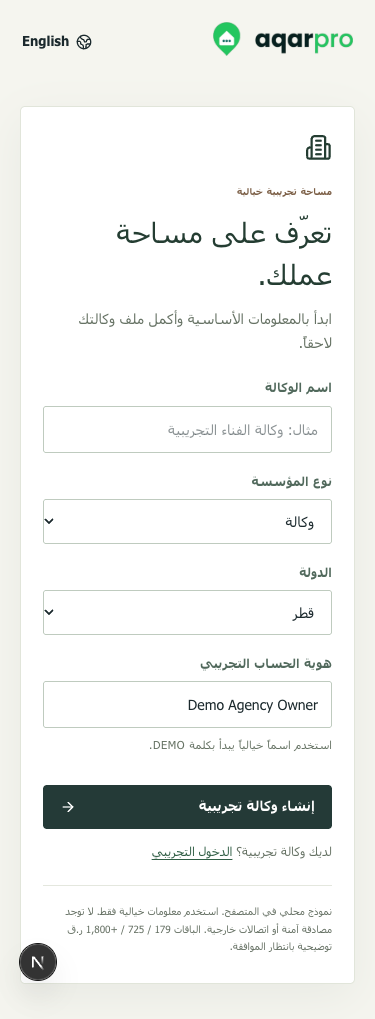 aqarpro
English
مساحة تجريبية خيالية
تعرّف على مساحة
عملك.
ابدأ بالمعلومات الأساسية وأكمل ملف وكالتك
لاحقاً.
اسم الوكالة
مثال: وكالة الفناء التجريبية
نوع المؤسسة
وكالة
الدولة
قطر
هوية الحساب التجريبي
Demo Agency Owner
استخدم اسماً خيالياً يبدأ بكلمة DEMO.
إنشاء وكالة تجريبية
لديك وكالة تجريبية؟ الدخول التجريبي
نموذج محلي في المتصفح. استخدم معلومات خيالية فقط. لا توجد
مصادقة آمنة أو اتصالات خارجية. الباقات 179 / 725 / +1,800 ر.ق
توضيحية بانتظار الموافقة.
N